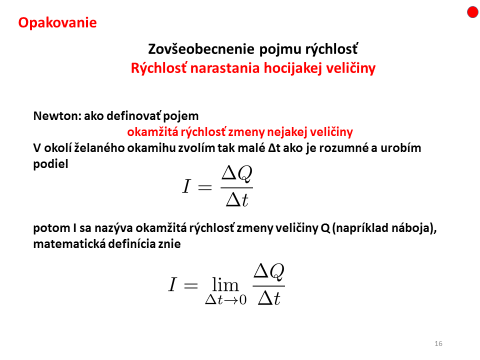 Opakovanie
Zovšeobecnenie pojmu rýchlosť
Rýchlosť narastania hocijakej veličiny
Newton: ako definovať pojem
okamžitá rýchlosť zmeny nejakej veličiny
V okolí želaného okamihu zvolím tak malé Δt ako je rozumné a urobím
podiel
I = ΔQ / Δt
potom I sa nazýva okamžitá rýchlosť zmeny veličiny Q (napríklad náboja),
matematická definícia znie
I = lim Δt→0 ΔQ / Δt
16